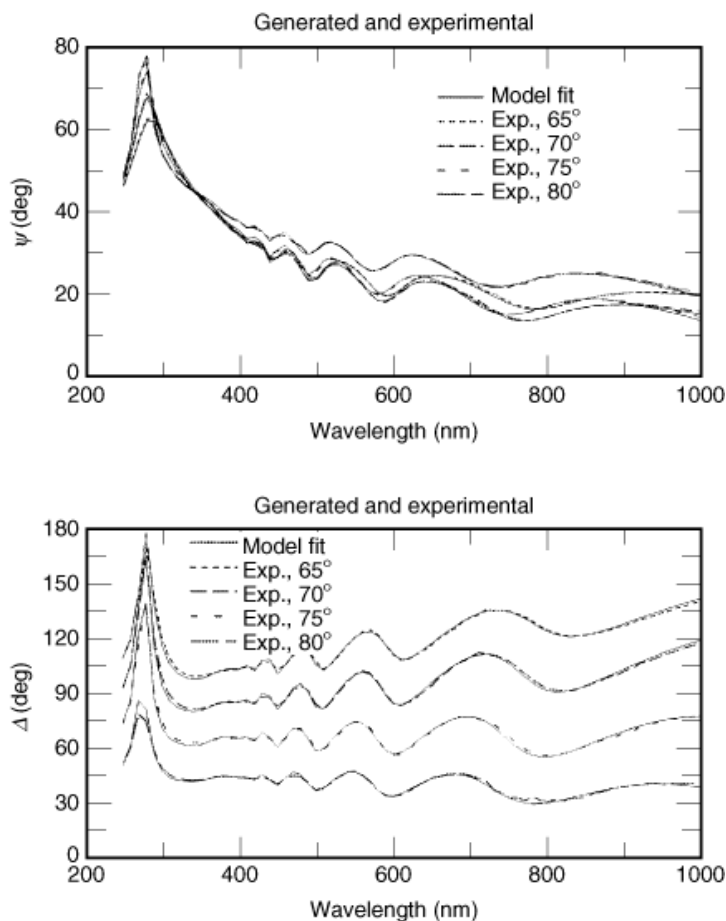 Generated and experimental
80
60
40
20
0
ψ (deg)
Model fit
Exp., 65°
Exp., 70°
Exp., 75°
Exp., 80°
200 400 600 800 1000
Wavelength (nm)
Generated and experimental
180
150
120
90
60
30
0
Δ (deg)
Model fit
Exp., 65°
Exp., 70°
Exp., 75°
Exp., 80°
200 400 600 800 1000
Wavelength (nm)